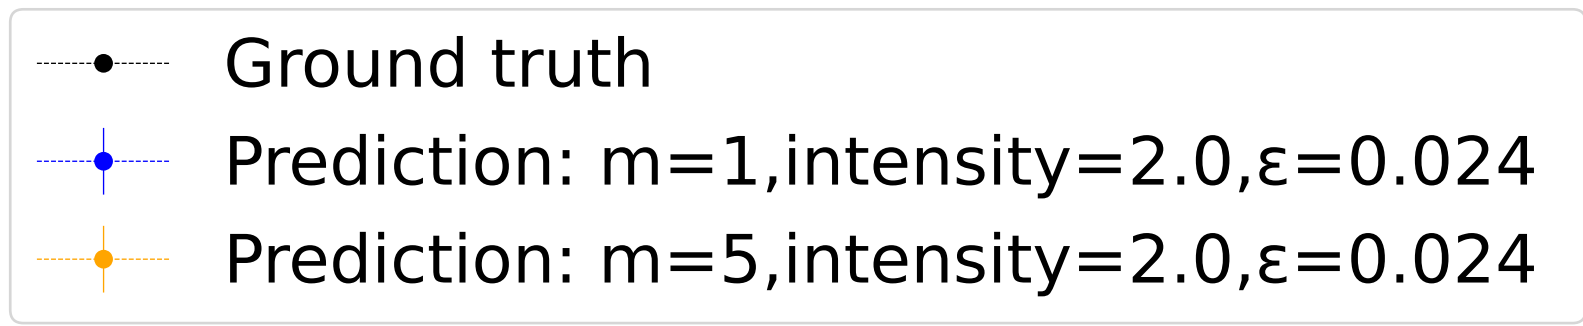 Ground truth
Prediction: m=1,intensity=2.0,ε=0.024
Prediction: m=5,intensity=2.0,ε=0.024